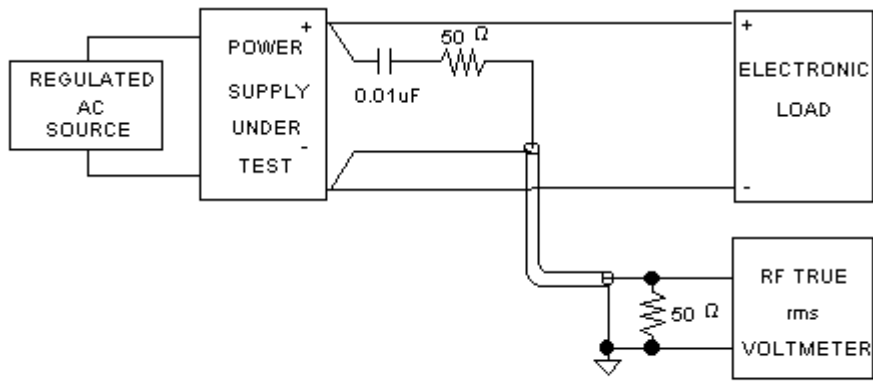 REGULATED
AC
SOURCE
+
POWER
SUPPLY
UNDER
-
TEST
0.01uF
50 Ω
+
ELECTRONIC
LOAD
-
50 Ω
RF TRUE
rms
VOLTMETER